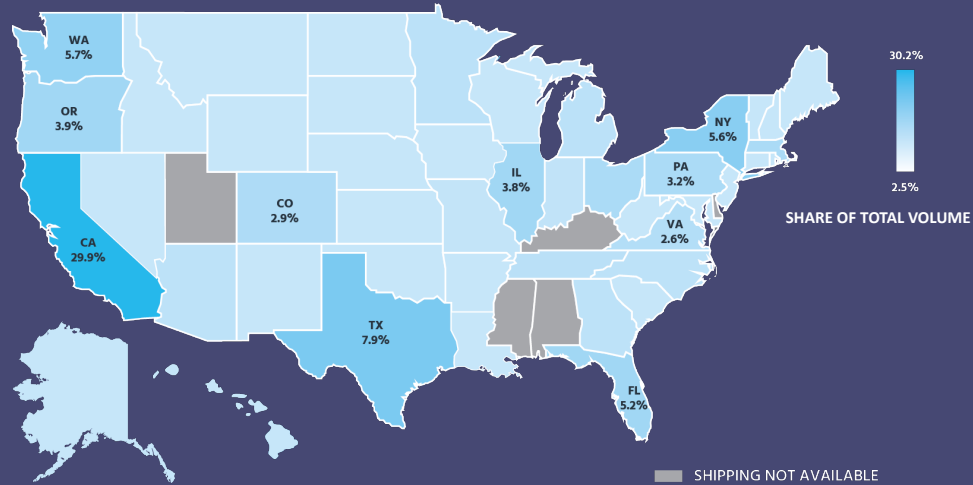 WA
5.7%
OR
3.9%
CA
29.9%
CO
2.9%
TX
7.9%
IL
3.8%
NY
5.6%
PA
3.2%
VA
2.6%
FL
5.2%
30.2%
2.5%
SHARE OF TOTAL VOLUME
SHIPPING NOT AVAILABLE